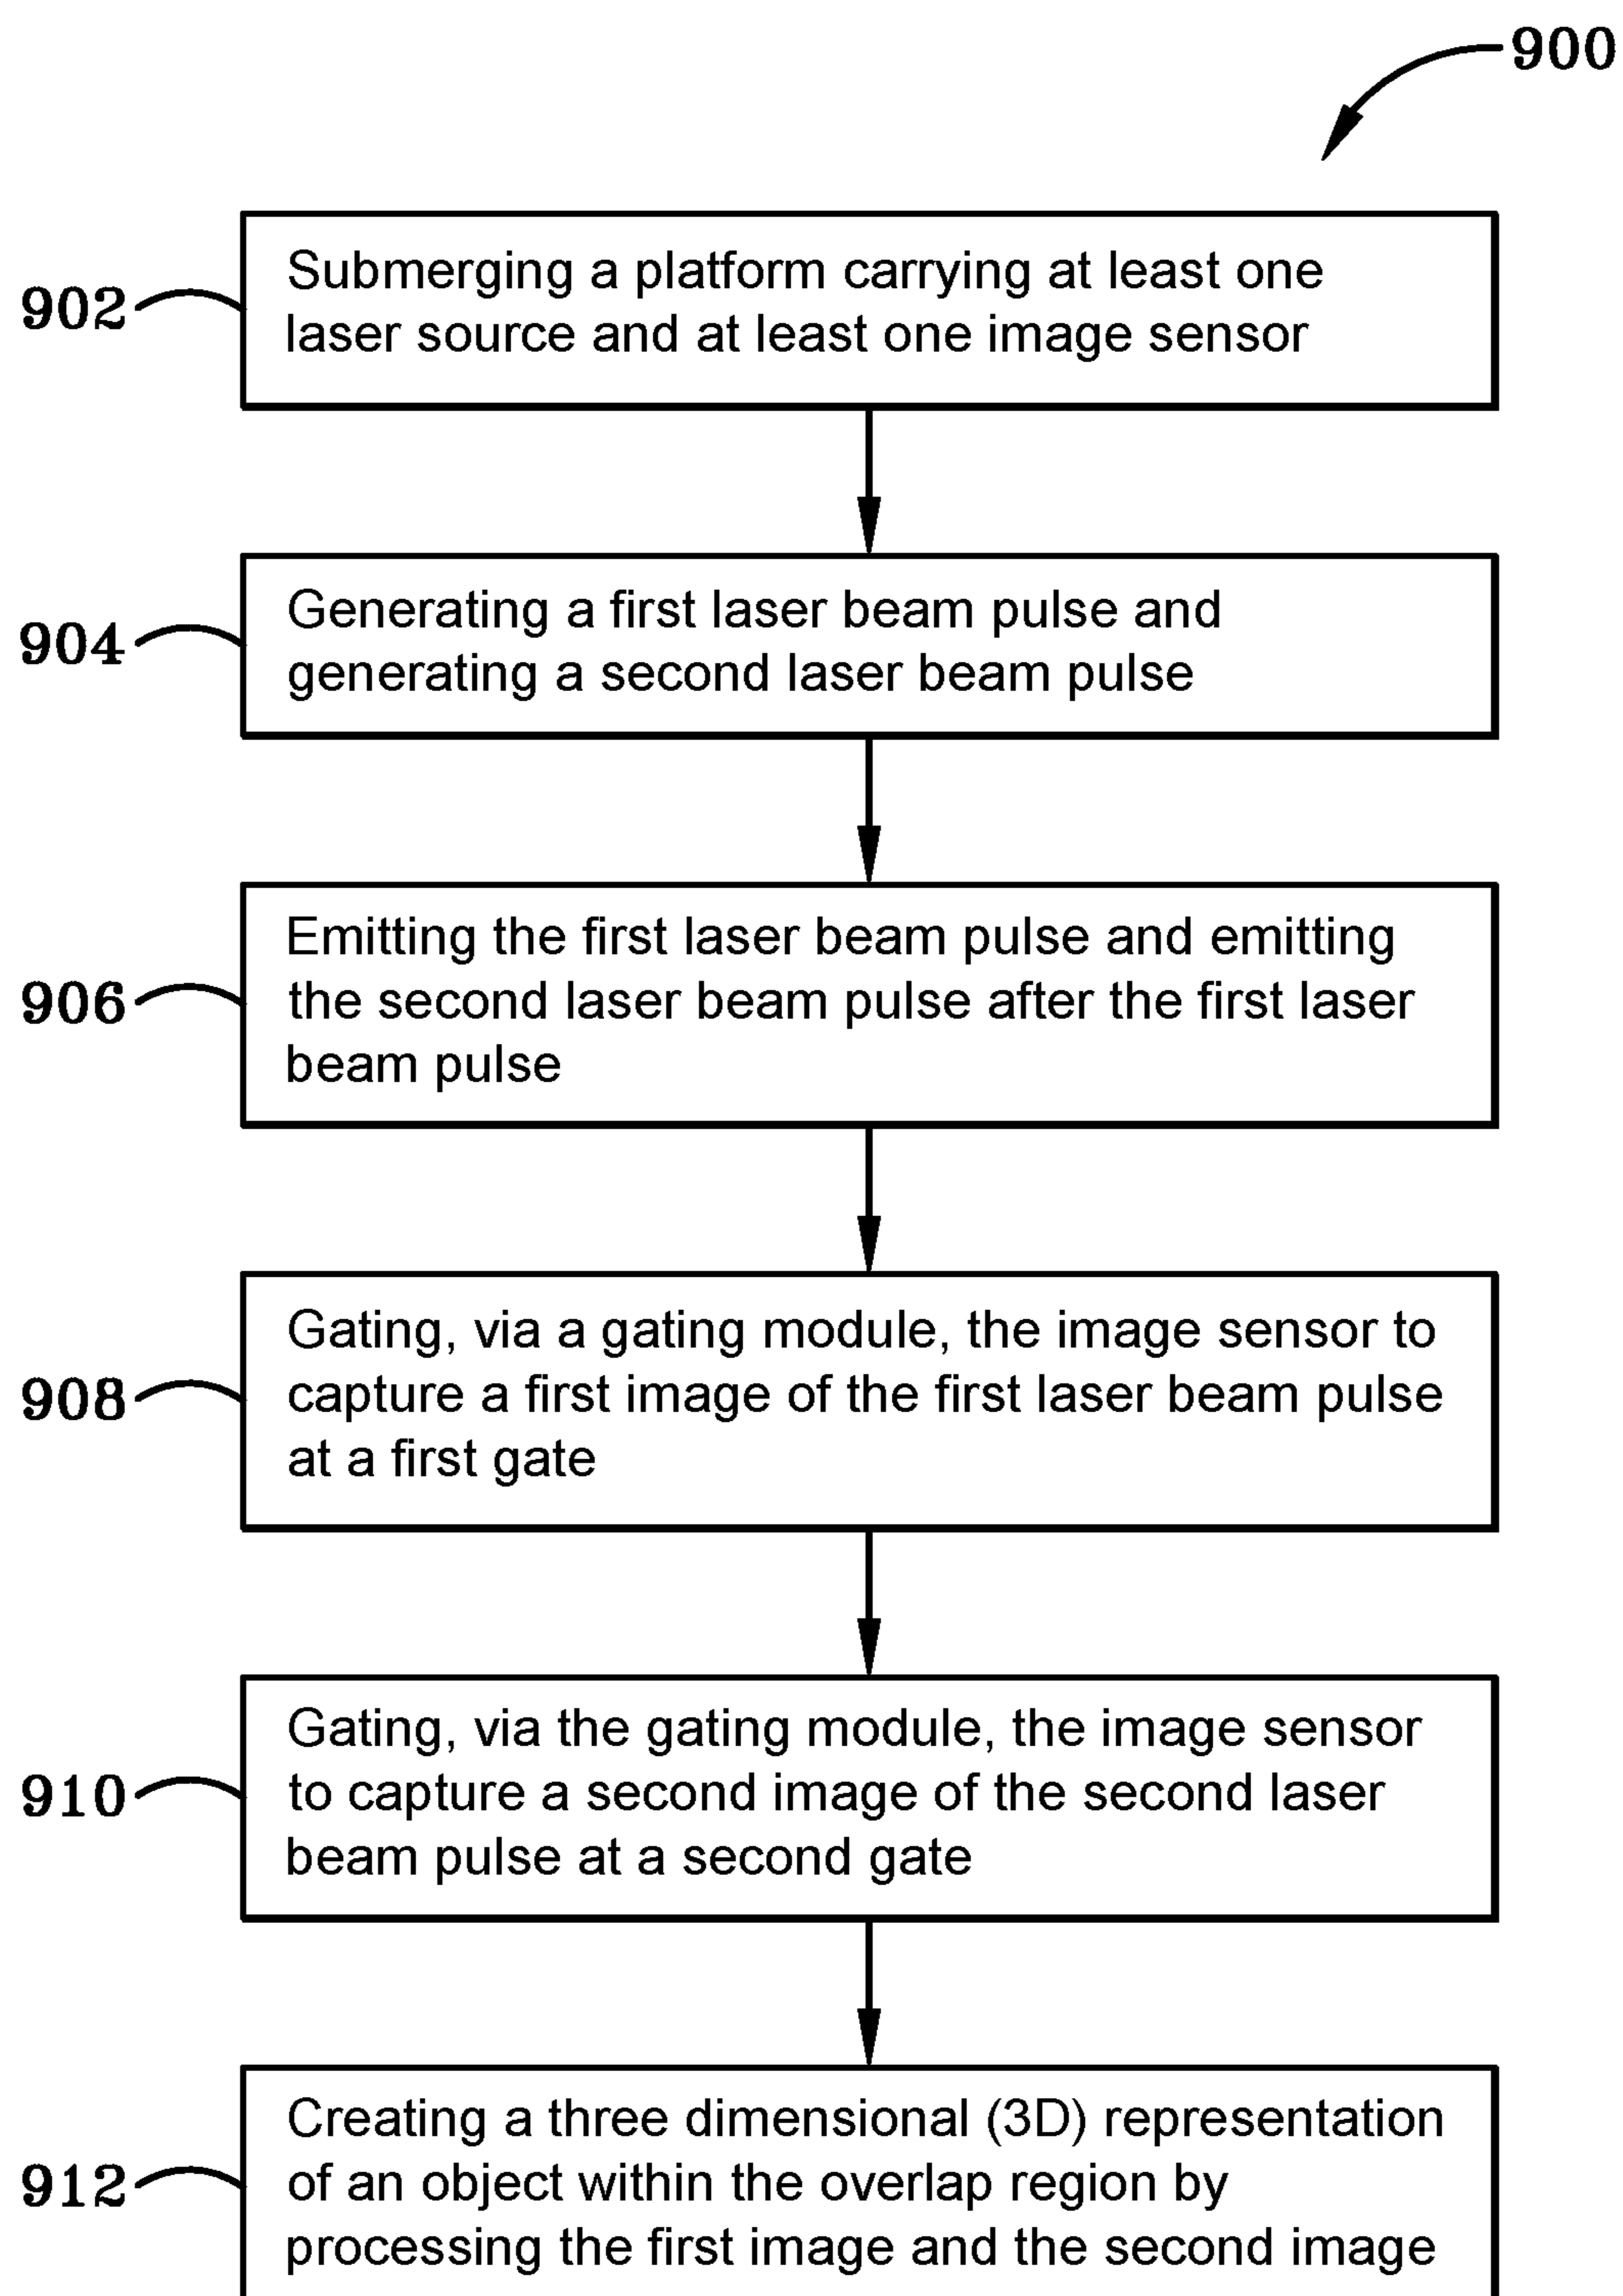 900
902
Submerging a platform carrying at least one
laser source and at least one image sensor
904
Generating a first laser beam pulse and
generating a second laser beam pulse
906
Emitting the first laser beam pulse and emitting
the second laser beam pulse after the first laser
beam pulse
908
Gating, via a gating module, the image sensor to
capture a first image of the first laser beam pulse
at a first gate
910
Gating, via the gating module, the image sensor
to capture a second image of the second laser
beam pulse at a second gate
912
Creating a three dimensional (3D) representation
of an object within the overlap region by
processing the first image and the second image